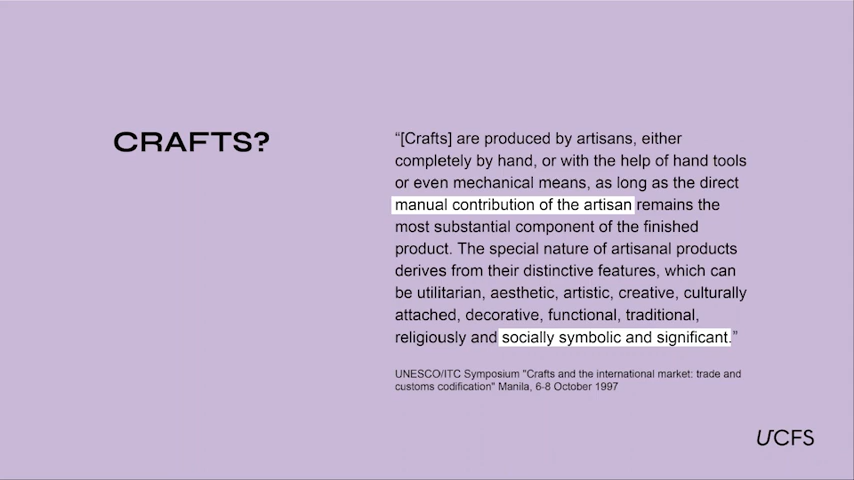 CRAFTS?
“[Crafts] are produced by artisans, either
completely by hand, or with the help of hand tools
or even mechanical means, as long as the direct
manual contribution of the artisan remains the
most substantial component of the finished
product. The special nature of artisanal products
derives from their distinctive features, which can
be utilitarian, aesthetic, artistic, creative, culturally
attached, decorative, functional, traditional,
religiously and socially symbolic and significant.”
UNESCO/ITC Symposium "Crafts and the international market: trade and
customs codification" Manila, 6-8 October 1997
UCFS